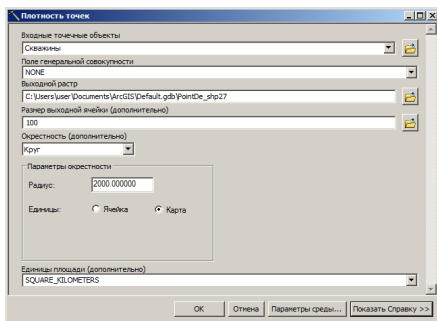 Плотность точек
Входные точечные объекты
Скважины
Поле генеральной совокупности
NONE
Выходной растр
C:\Users\user\Documents\ArcGIS\Default.gdb\PointDe_shp27
Размер выходной ячейки (дополнительно)
100
Окрестность (дополнительно)
Круг
Параметры окрестности
Радиус: 2000.000000
Единицы: Ячейка Карта
Единицы площади (дополнительно)
SQUARE_KILOMETERS
OK Отмена Параметры среды... Показать Справку >>